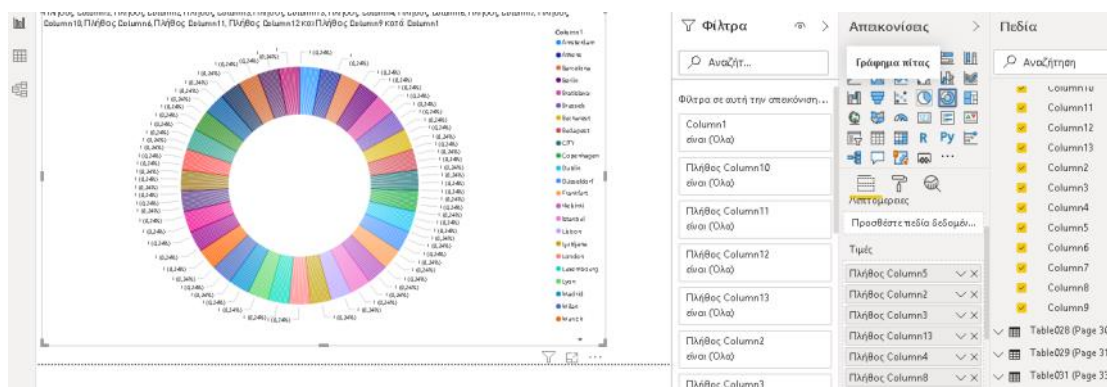 Column10, Πλήθος Column6, Πλήθος Column11, Πλήθος Column12 και Πλήθος Column9 κατά Column1
Column1
Amsterdam
Athens
Barcelona
Berlin
Bratislava
Brussels
Bucharest
Budapest
CITY
Copenhagen
Dublin
Dusseldorf
Frankfurt
Helsinki
Istanbul
Lisbon
Ljubljana
London
Luxembourg
Lyon
Madrid
Milan
Munich
1 (0,24%)
Φίλτρα
Αναζήτ...
Φίλτρα σε αυτή την απεικόνιση...
Column1
είναι (Όλα)
Πλήθος Column10
είναι (Όλα)
Πλήθος Column11
είναι (Όλα)
Πλήθος Column12
είναι (Όλα)
Πλήθος Column13
είναι (Όλα)
Πλήθος Column2
είναι (Όλα)
Πλήθος Column3
Απεικονίσεις
Γράφημα πίτας
R Py
Λεπτομέρειες
Προσθέστε πεδία δεδομέν...
Τιμές
Πλήθος Column5
Πλήθος Column2
Πλήθος Column3
Πλήθος Column13
Πλήθος Column4
Πλήθος Column8
Πεδία
Αναζήτηση
Column10
Column11
Column12
Column13
Column2
Column3
Column4
Column5
Column6
Column7
Column8
Column9
Table028 (Page 30
Table029 (Page 31
Table031 (Page 33